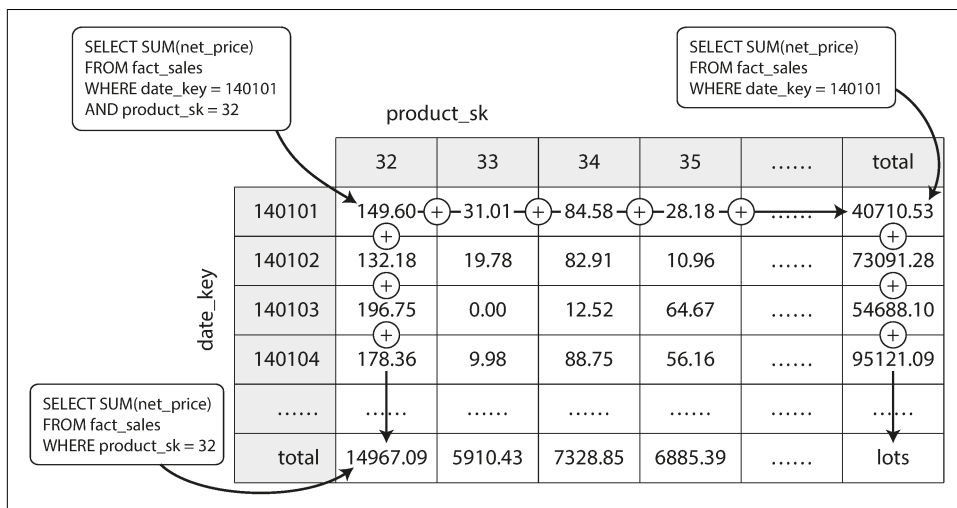 SELECT SUM(net_price)
FROM fact_sales
WHERE date_key = 140101
AND product_sk = 32
SELECT SUM(net_price)
FROM fact_sales
WHERE date_key = 140101
product_sk
32 33 34 35 ...... total
date_key
140101 149.60 + 31.01 + 84.58 + 28.18 + ...... 40710.53
+ +
140102 132.18 19.78 82.91 10.96 ...... 73091.28
+ +
140103 196.75 0.00 12.52 64.67 ...... 54688.10
+ +
140104 178.36 9.98 88.75 56.16 ...... 95121.09
...... ...... ...... ...... ...... ...... ......
total 14967.09 5910.43 7328.85 6885.39 ...... lots
SELECT SUM(net_price)
FROM fact_sales
WHERE product_sk = 32